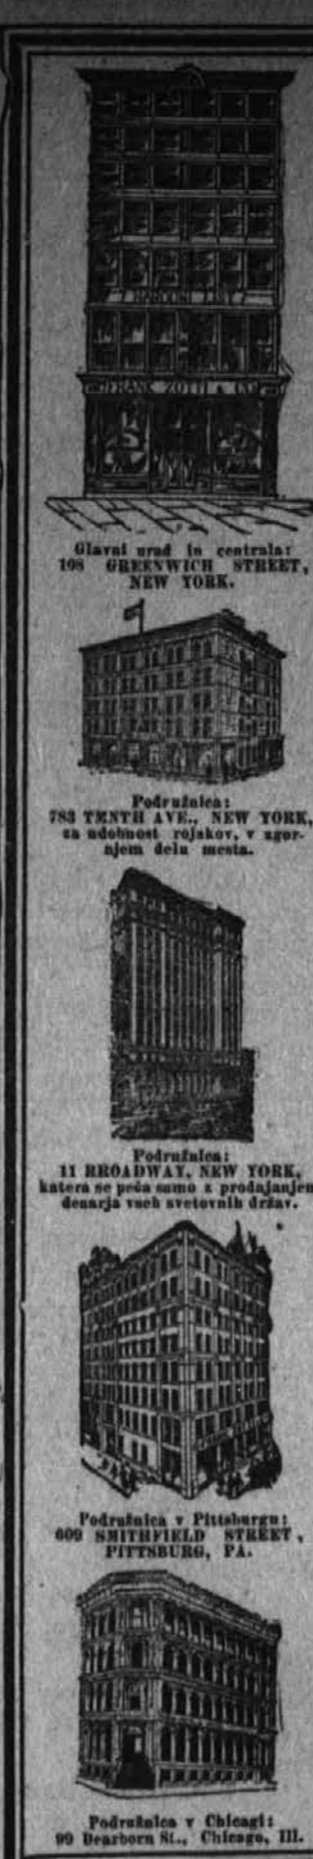 NARODNI LIST
FRANK ZOTTI & CO.
Glavni urad in centrala:
108 GREENWICH STREET,
NEW YORK.
Podružnica:
783 TENTH AVE., NEW YORK,
za udobnost rojakov, v zgor-
njem delu mesta.
Podružnica:
11 BROADWAY, NEW YORK,
katera se peča samo z prodajanjem
denarja vseh svetovnih držav.
Podružnica v Pittsburgu:
609 SMITHFIELD STREET,
PITTSBURG, PA.
Podružnica v Chicagi:
99 Dearborn St., Chicago, Ill.